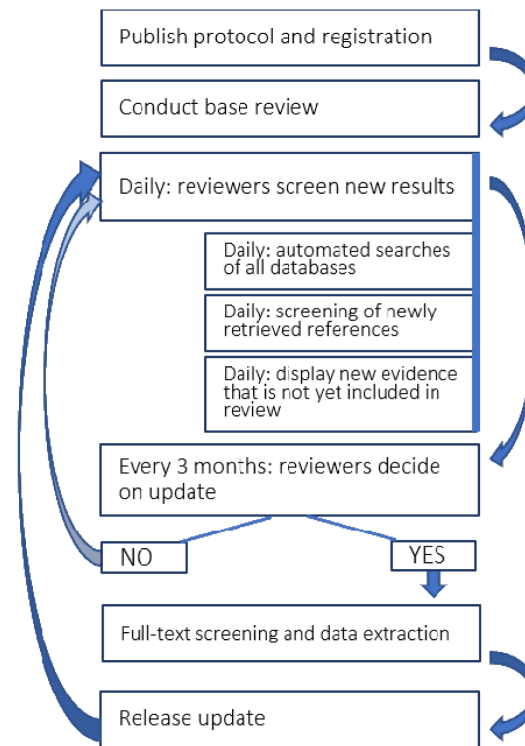 Publish protocol and registration
Conduct base review
Daily: reviewers screen new results
Daily: automated searches
of all databases
Daily: screening of newly
retrieved references
Daily: display new evidence
that is not yet included in
review
Every 3 months: reviewers decide
on update
NO
YES
Full-text screening and data extraction
Release update